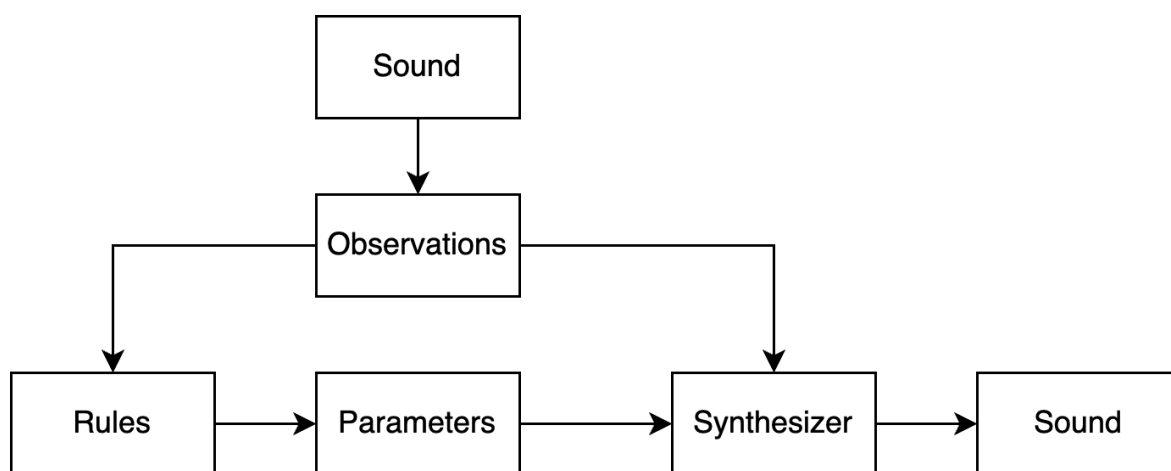 Sound
Observations
Rules
Parameters
Synthesizer
Sound